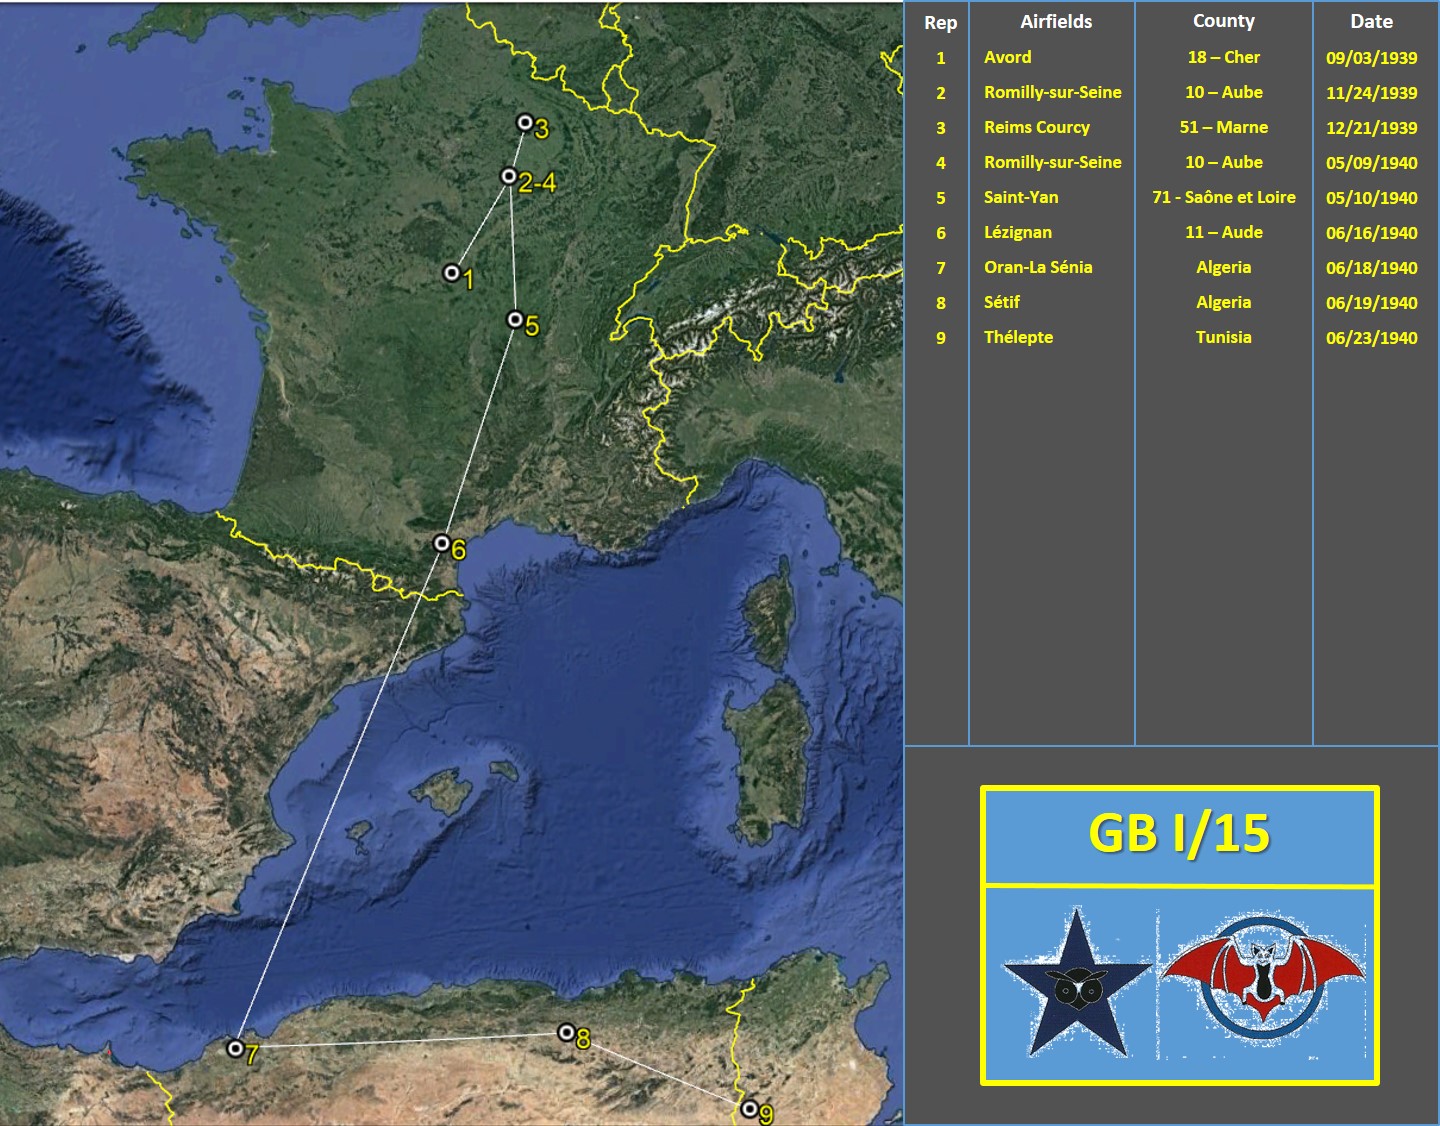 Rep Airfields County Date
1 Avord 18 – Cher 09/03/1939
2 Romilly-sur-Seine 10 – Aube 11/24/1939
3 Reims Courcy 51 – Marne 12/21/1939
4 Romilly-sur-Seine 10 – Aube 05/09/1940
5 Saint-Yan 71 - Saône et Loire 05/10/1940
6 Lézignan 11 – Aude 06/16/1940
7 Oran-La Sénia Algeria 06/18/1940
8 Sétif Algeria 06/19/1940
9 Thélepte Tunisia 06/23/1940
3
2-4
1
5
6
7
8
9
GB I/15